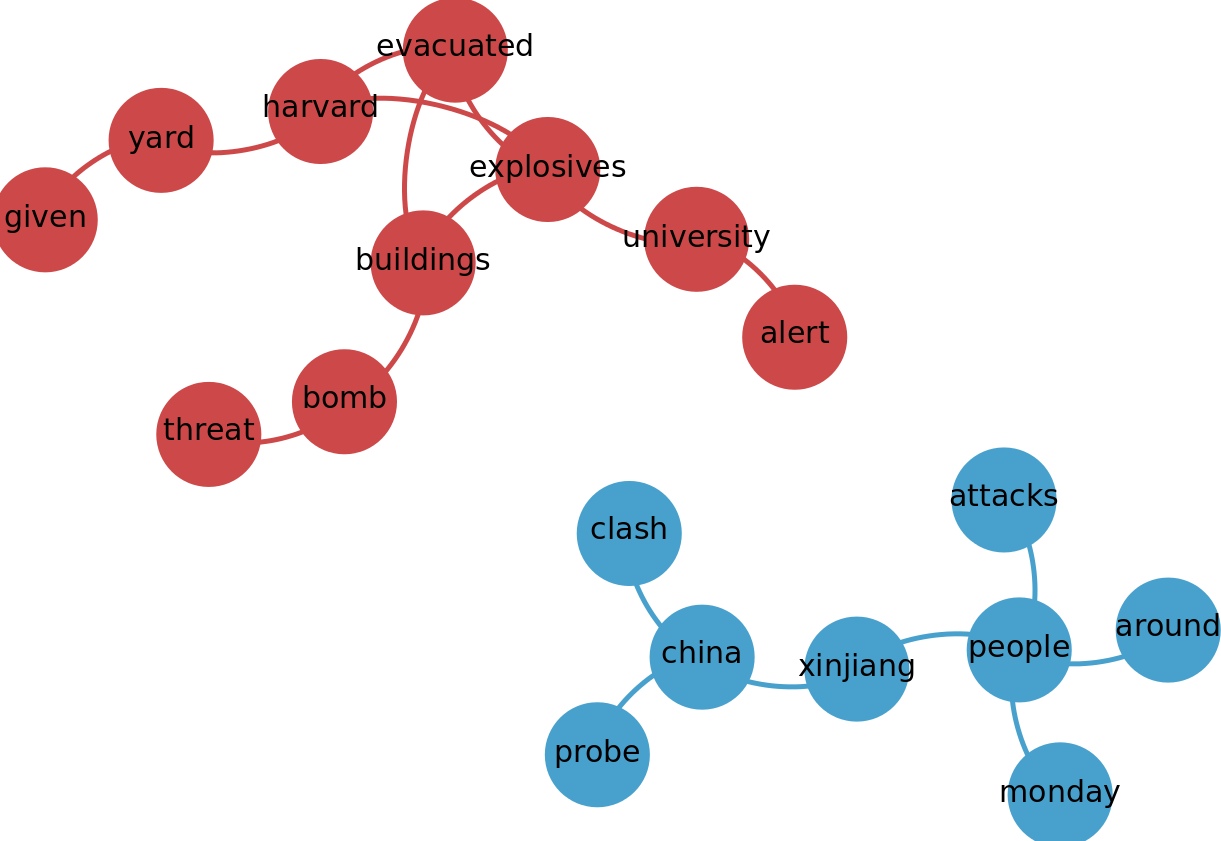 evacuated
harvard
yard
explosives
given
university
buildings
alert
bomb
threat
attacks
clash
around
people
china
xinjiang
probe
monday